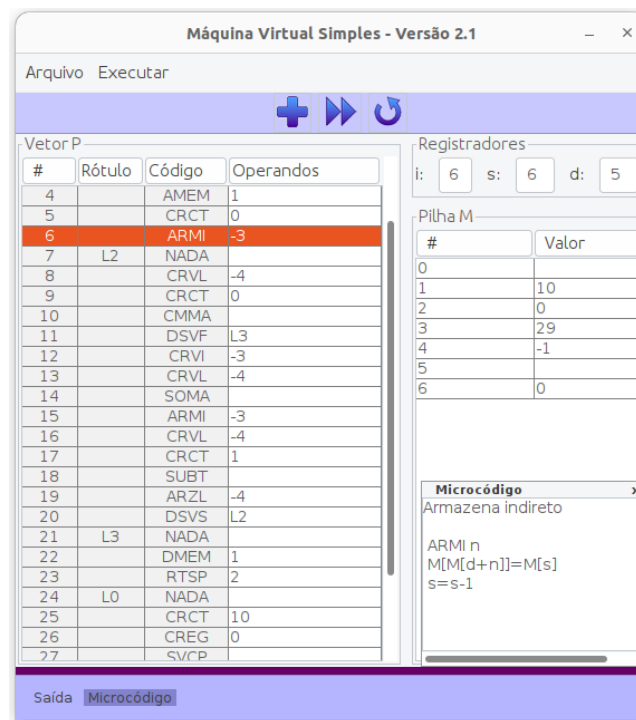 Máquina Virtual Simples - Versão 2.1
Arquivo Executar
Vetor P
# Rótulo Código Operandos
4 AMEM 1
5 CRCT 0
6 ARMI -3
7 L2 NADA
8 CRVL -4
9 CRCT 0
10 CMMA
11 DSVF L3
12 CRVI -3
13 CRVL -4
14 SOMA
15 ARMI -3
16 CRVL -4
17 CRCT 1
18 SUBT
19 ARZL -4
20 DSVS L2
21 L3 NADA
22 DMEM 1
23 RTSP 2
24 L0 NADA
25 CRCT 10
26 CREG 0
27 SVCP
Registradores
i: 6 s: 6 d: 5
Pilha M
# Valor
0
1 10
2 0
3 29
4 -1
5
6 0
Microcódigo x
Armazena indireto
ARMI n
M[M[d+n]]=M[s]
s=s-1
Saída Microcódigo